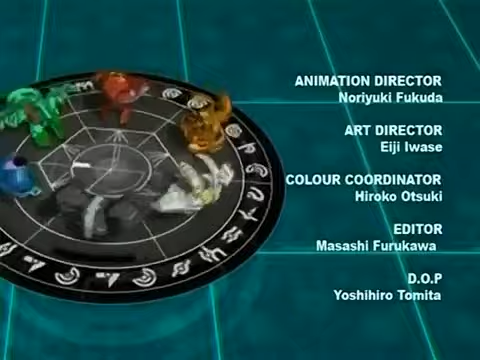 ANIMATION DIRECTOR
Noriyuki Fukuda
ART DIRECTOR
Eiji Iwase
COLOUR COORDINATOR
Hiroko Otsuki
EDITOR
Masashi Furukawa
D.O.P
Yoshihiro Tomita